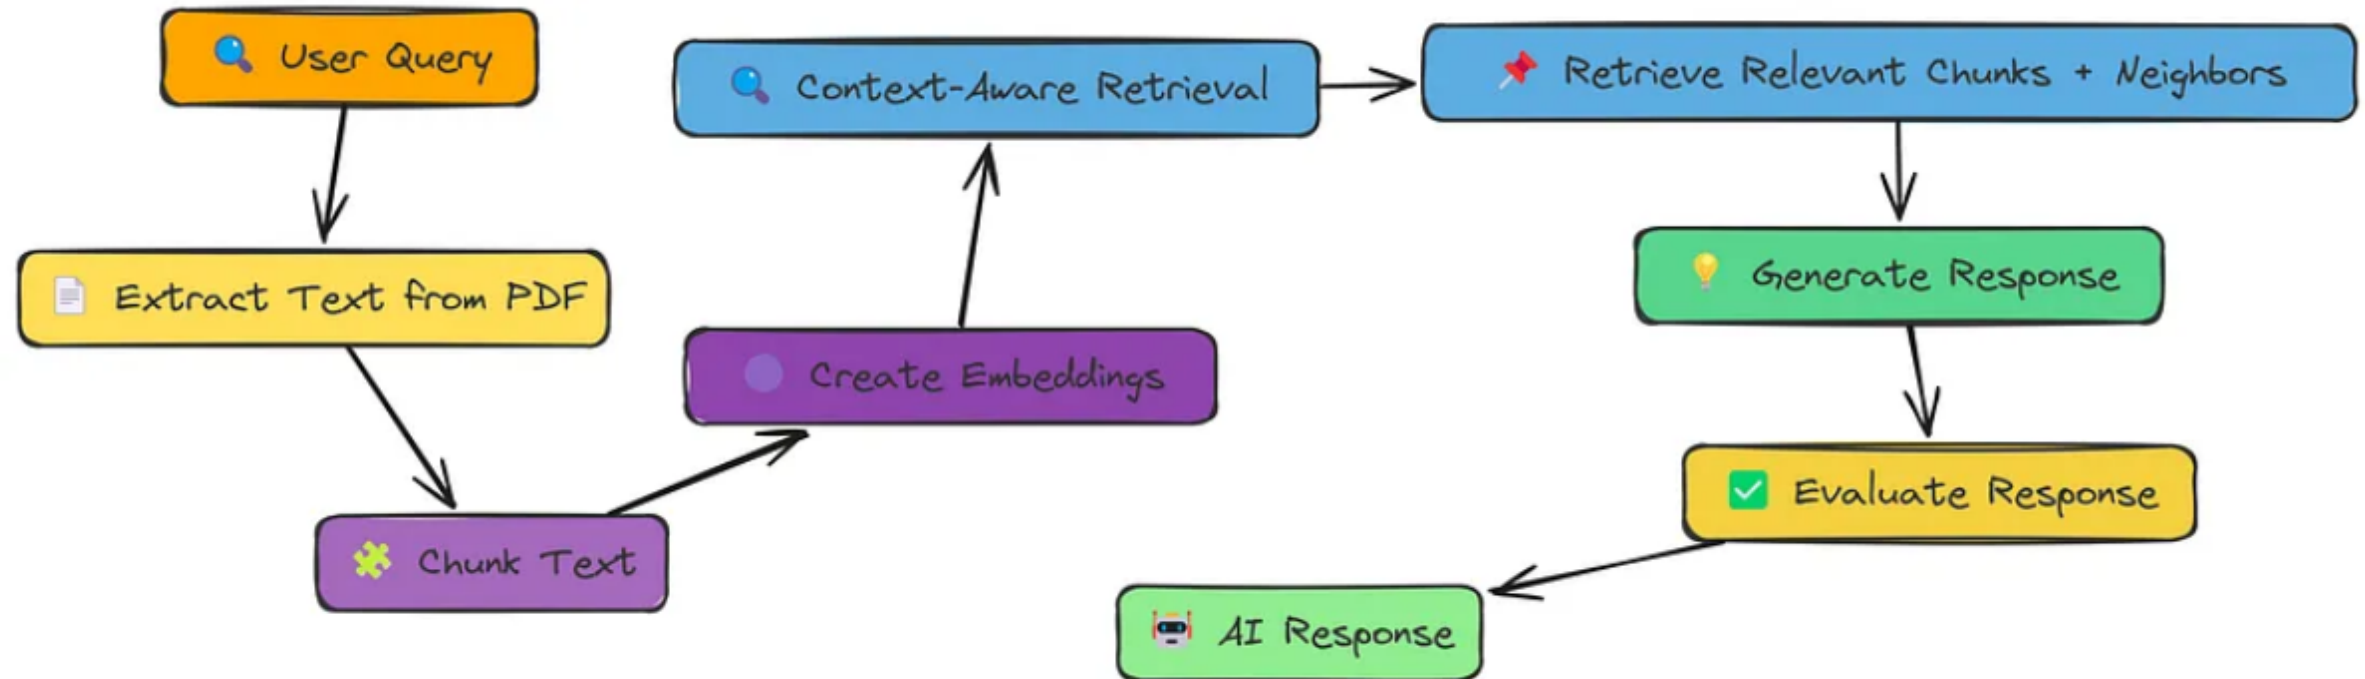 User Query
Extract Text from PDF
Chunk Text
Create Embeddings
Context-Aware Retrieval
Retrieve Relevant Chunks + Neighbors
Generate Response
Evaluate Response
AI Response